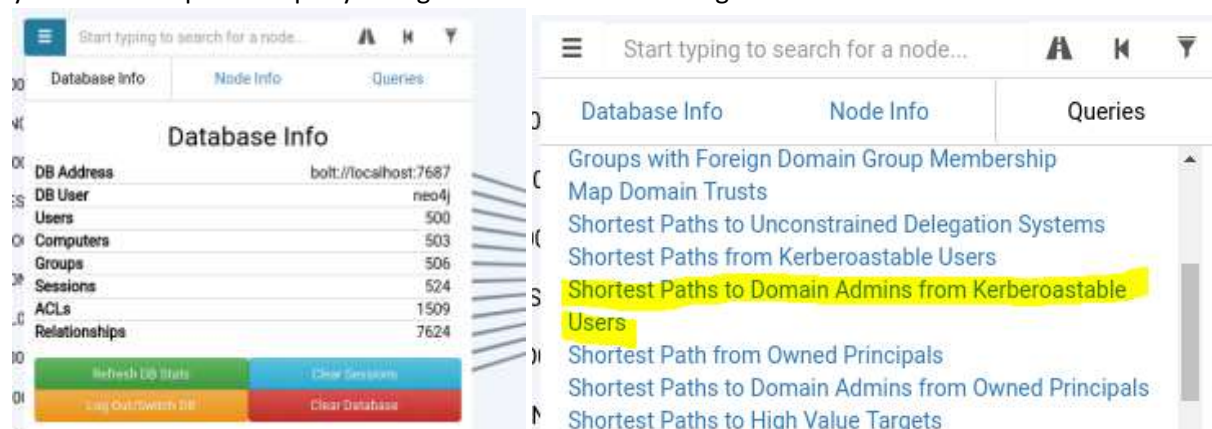 Start typing to search for a node...
Database Info Node Info Queries
Database Info
DB Address bolt://localhost:7687
DB User neo4j
Users 500
Computers 503
Groups 506
Sessions 524
ACLs 1509
Relationships 7624
Refresh DB Stats Clear Sessions
Log Out/Switch DB Clear Database
Start typing to search for a node...
Database Info Node Info Queries
Groups with Foreign Domain Group Membership
Map Domain Trusts
Shortest Paths to Unconstrained Delegation Systems
Shortest Paths from Kerberoastable Users
Shortest Paths to Domain Admins from Kerberoastable
Users
Shortest Path from Owned Principals
Shortest Paths to Domain Admins from Owned Principals
Shortest Paths to High Value Targets